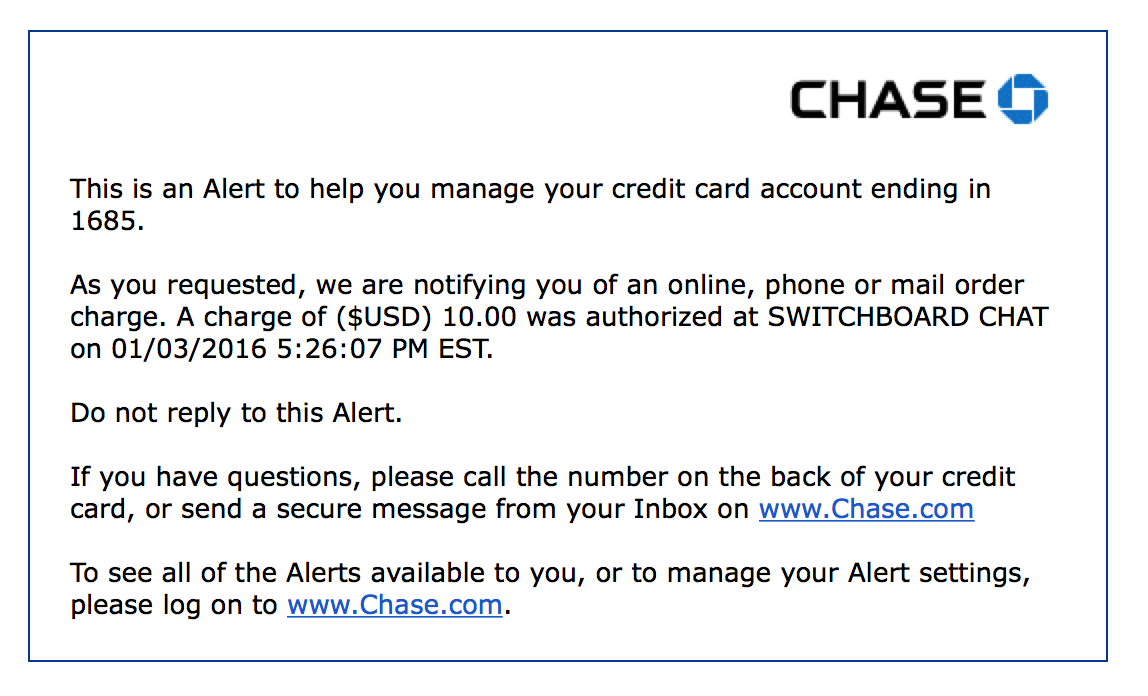 CHASE
This is an Alert to help you manage your credit card account ending in
1685.
As you requested, we are notifying you of an online, phone or mail order
charge. A charge of ($USD) 10.00 was authorized at SWITCHBOARD CHAT
on 01/03/2016 5:26:07 PM EST.
Do not reply to this Alert.
If you have questions, please call the number on the back of your credit
card, or send a secure message from your Inbox on www.Chase.com
To see all of the Alerts available to you, or to manage your Alert settings,
please log on to www.Chase.com.